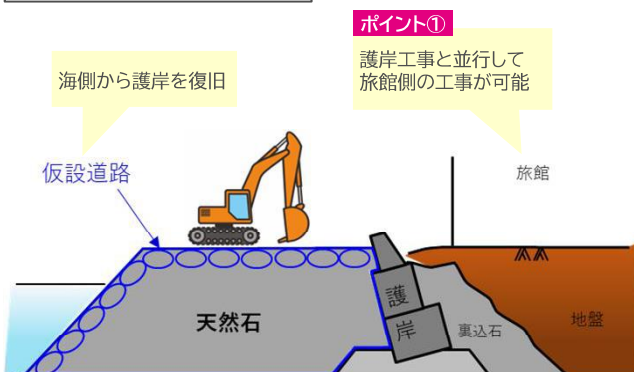 ポイント①
海側から護岸を復旧
護岸工事と並行して
旅館側の工事が可能
仮設道路
旅館
天然石
護
岸
裏込石
地盤